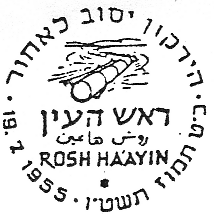 הירקון יסוב לאחור
ראש העין
روش هاعين
ROSH HA'AYIN
כ"ט תמוז תשט"ו
19.7.1955